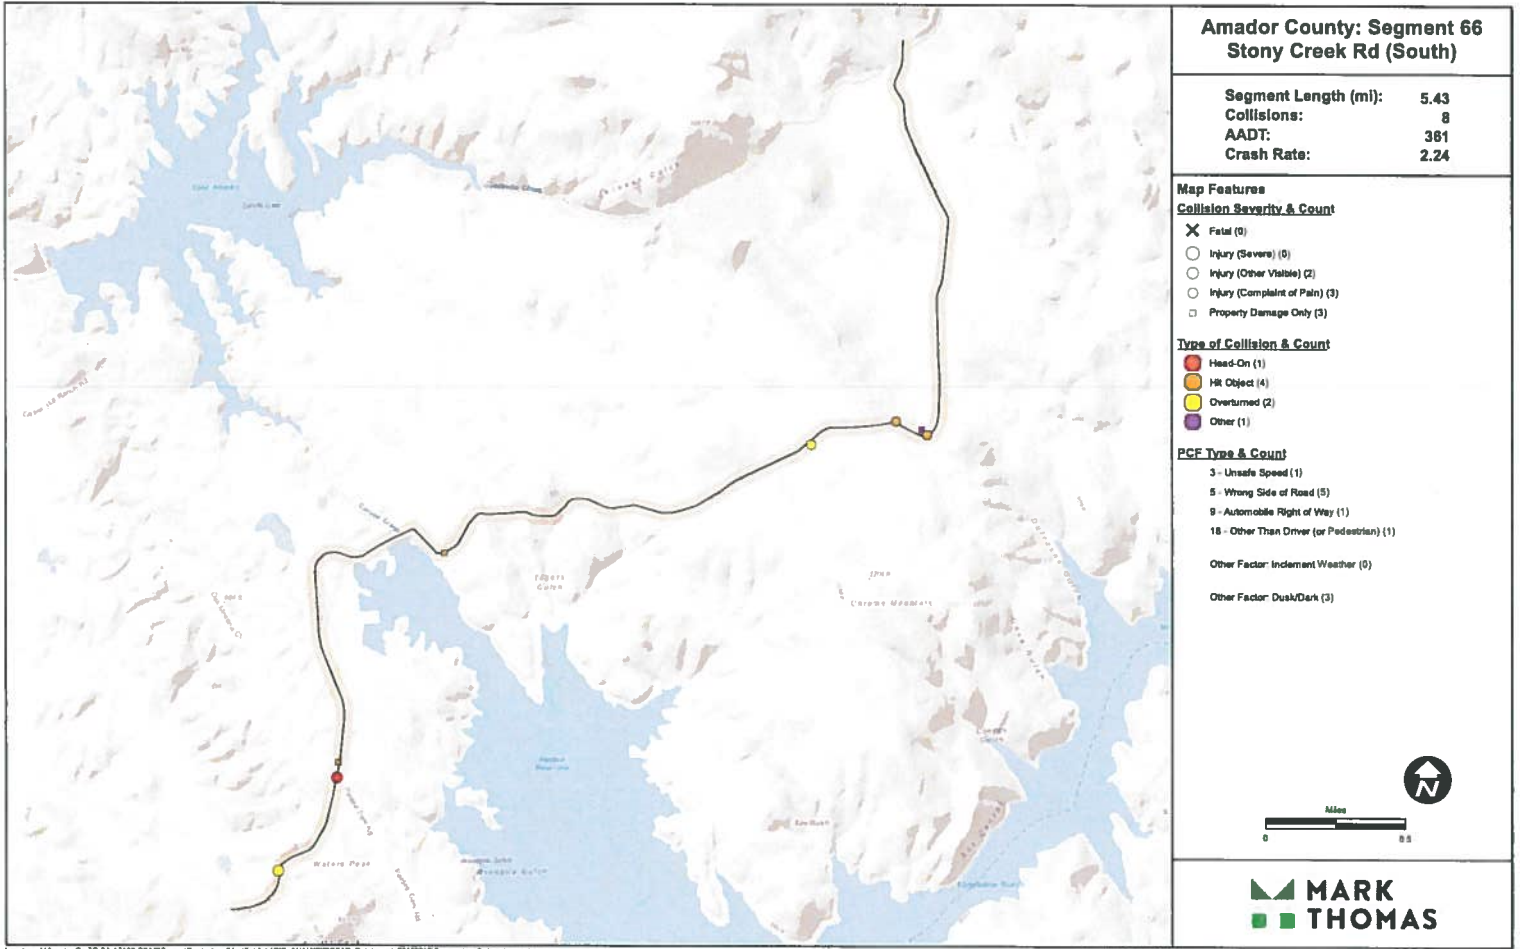 Amador County: Segment 66
Stony Creek Rd (South)
Segment Length (mi): 5.43
Collisions: 8
AADT: 361
Crash Rate: 2.24
Map Features
Collision Severity & Count
Fatal (0)
Injury (Severe) (0)
Injury (Other Visible) (2)
Injury (Complaint of Pain) (3)
Property Damage Only (3)
Type of Collision & Count
Head-On (1)
Hit Object (4)
Overturned (2)
Other (1)
PCF Type & Count
3 - Unsafe Speed (1)
5 - Wrong Side of Road (5)
9 - Automobile Right of Way (1)
18 - Other Than Driver (or Pedestrian) (1)
Other Factor: Inclement Weather (0)
Other Factor: Dusk/Dark (3)
N
Miles
0 0.5
MARK
THOMAS
Waters Peak
Gulch